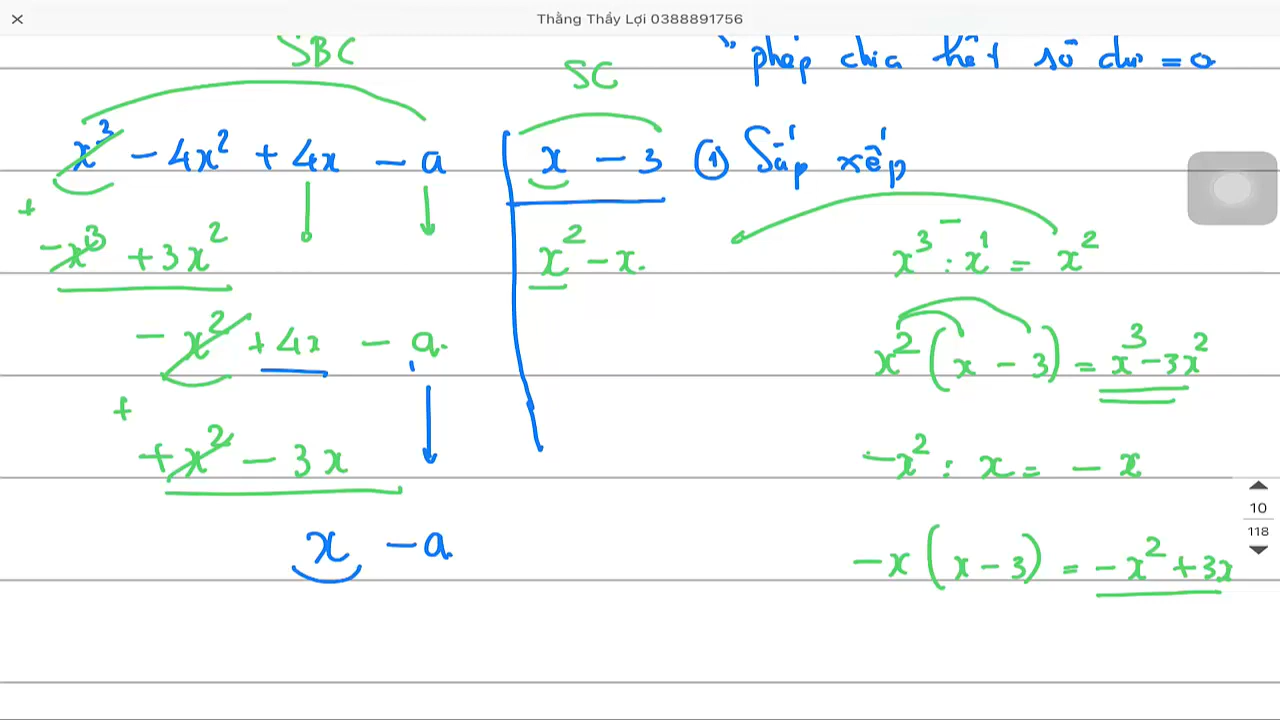 Thằng Thầy Lợi 0388891756
SBC
SC
phép chia hết số dư = 0
x³ - 4x² + 4x - a
x - 3
① Sắp xếp
+
-x³ + 3x²
x² - x.
x³ : x¹ = x²
- x² + 4x - a
x² (x - 3) = x³ - 3x²
+
+x² - 3x
-x² : x = - x
x - a
-x (x - 3) = -x² + 3x
10
118